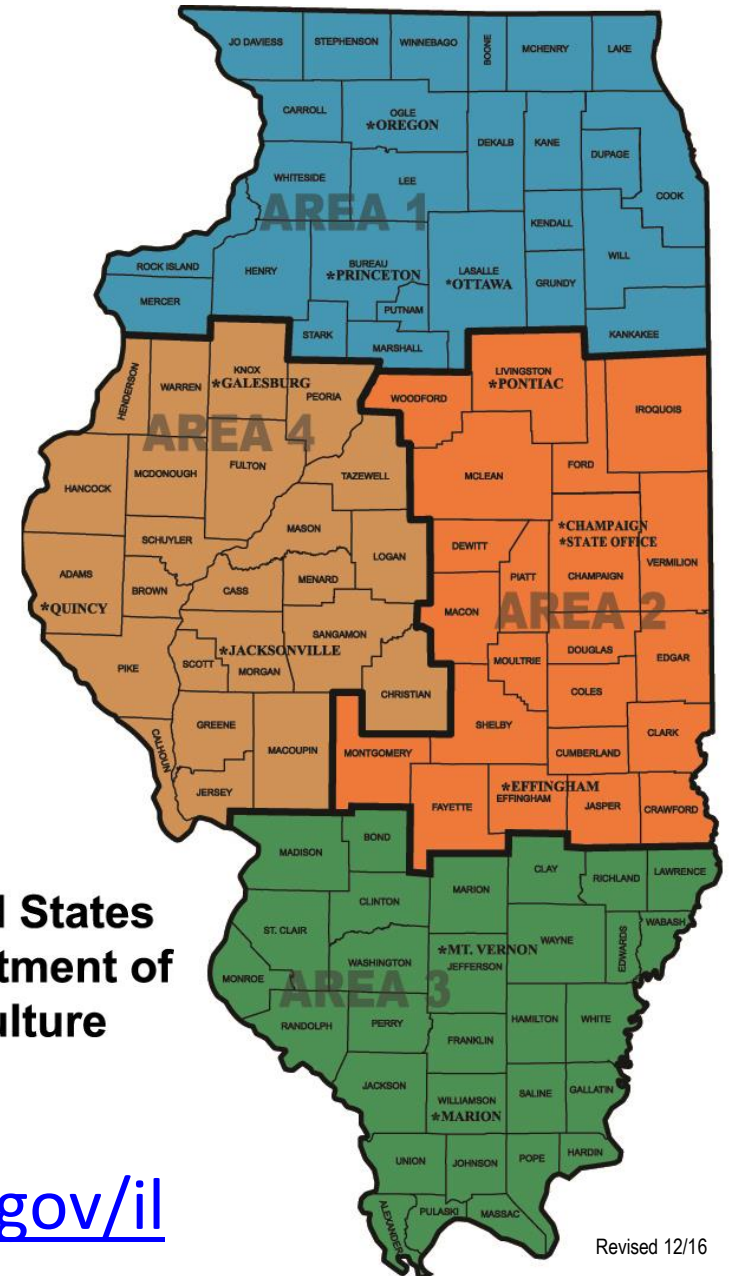 JO DAVIESS
STEPHENSON
WINNEBAGO
BOONE
MCHENRY
LAKE
CARROLL
OGLE
*OREGON
DEKALB
KANE
DUPAGE
COOK
WHITESIDE
LEE
AREA 1
KENDALL
WILL
ROCK ISLAND
HENRY
BUREAU
*PRINCETON
LASALLE
*OTTAWA
GRUNDY
MERCER
PUTNAM
STARK
MARSHALL
KANKAKEE
HENDERSON
WARREN
KNOX
*GALESBURG
PEORIA
WOODFORD
LIVINGSTON
*PONTIAC
IROQUOIS
AREA 4
HANCOCK
MCDONOUGH
FULTON
TAZEWELL
MCLEAN
FORD
SCHUYLER
MASON
LOGAN
DEWITT
*CHAMPAIGN
*STATE OFFICE
VERMILION
ADAMS
BROWN
CASS
MENARD
PIATT
CHAMPAIGN
*QUINCY
MACON
AREA 2
SANGAMON
PIKE
SCOTT
*JACKSONVILLE
MORGAN
MOULTRIE
DOUGLAS
EDGAR
CHRISTIAN
COLES
GREENE
SHELBY
CALHOUN
MACOUPIN
MONTGOMERY
CUMBERLAND
CLARK
JERSEY
FAYETTE
*EFFINGHAM
EFFINGHAM
JASPER
CRAWFORD
MADISON
BOND
CLAY
RICHLAND
LAWRENCE
CLINTON
MARION
ST. CLAIR
WABASH
WASHINGTON
*MT. VERNON
JEFFERSON
WAYNE
EDWARDS
MONROE
AREA 3
RANDOLPH
PERRY
FRANKLIN
HAMILTON
WHITE
JACKSON
WILLIAMSON
*MARION
SALINE
GALLATIN
UNION
JOHNSON
POPE
HARDIN
ALEXANDER
PULASKI
MASSAC
States
tment of
ulture
gov/il
Revised 12/16